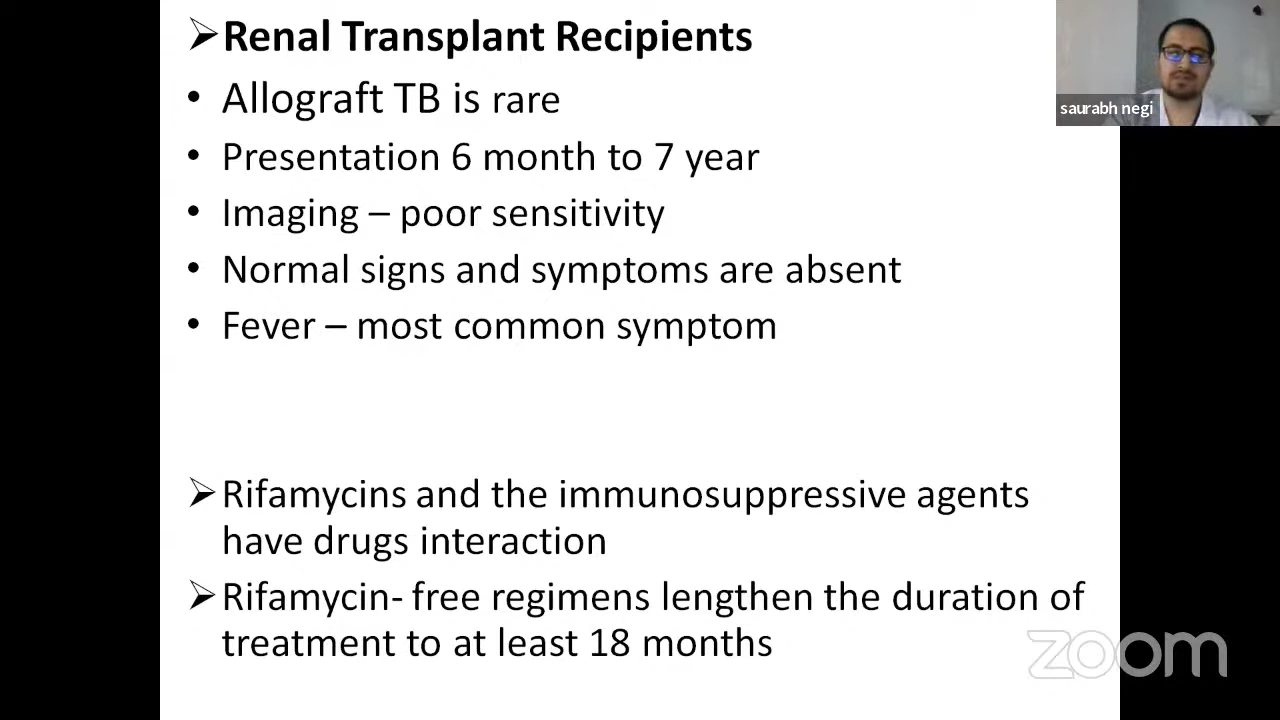 ➢Renal Transplant Recipients
• Allograft TB is rare
• Presentation 6 month to 7 year
• Imaging – poor sensitivity
• Normal signs and symptoms are absent
• Fever – most common symptom
➢Rifamycins and the immunosuppressive agents
have drugs interaction
➢Rifamycin- free regimens lengthen the duration of
treatment to at least 18 months
saurabh negi
zoom